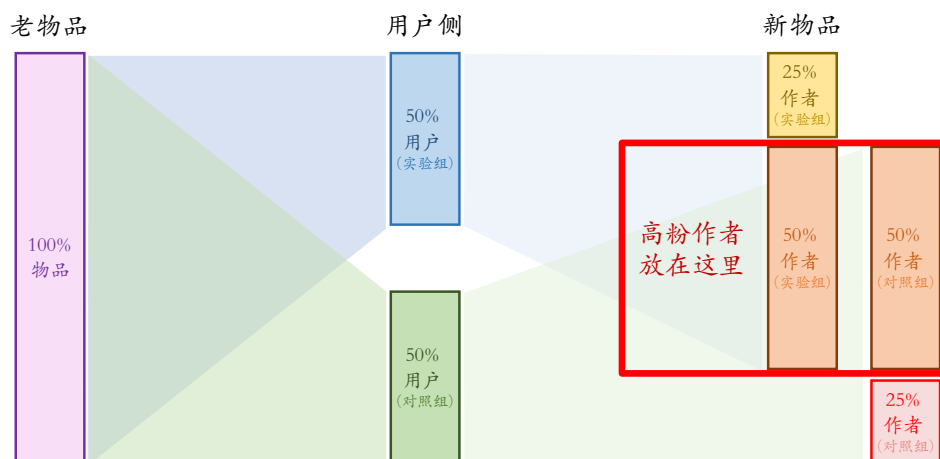 老物品
用户侧
新物品
100%
物品
50%
用户
(实验组)
50%
用户
(对照组)
25%
作者
(实验组)
高粉作者
放在这里
50%
作者
(实验组)
50%
作者
(对照组)
25%
作者
(对照组)